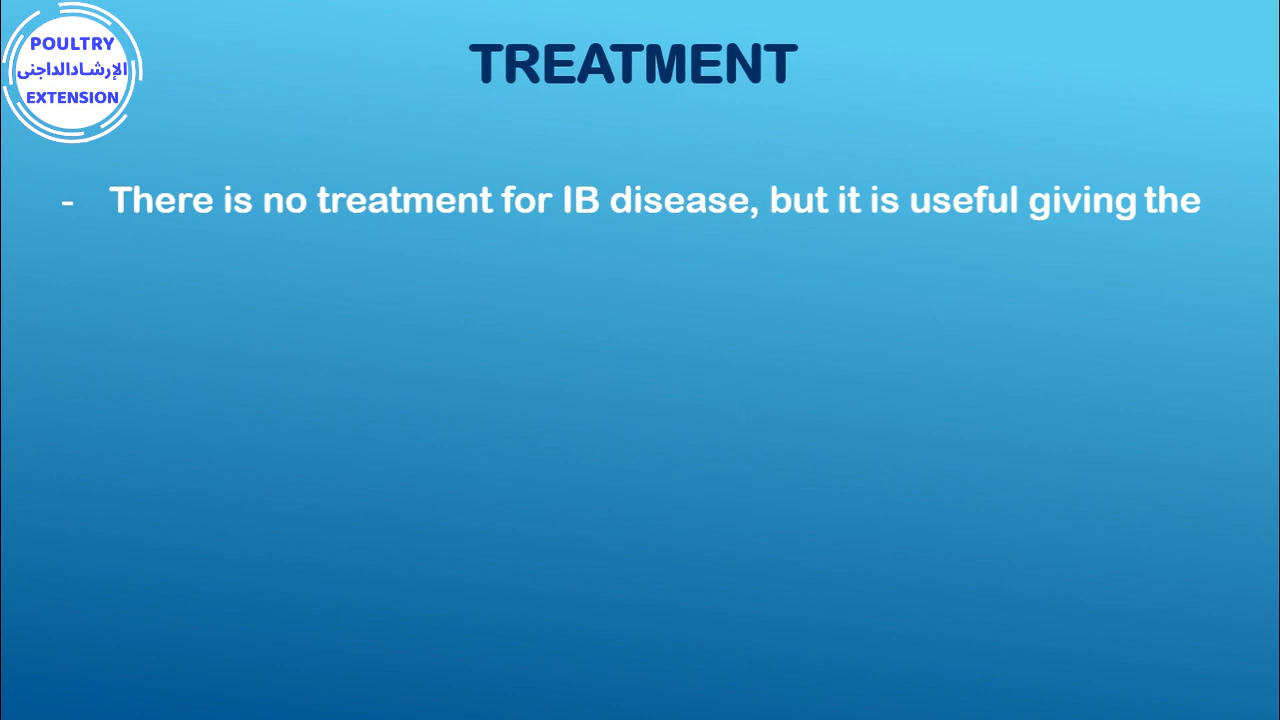 POULTRY
الإرشادالداجنى
EXTENSION
TREATMENT
- There is no treatment for IB disease, but it is useful giving the